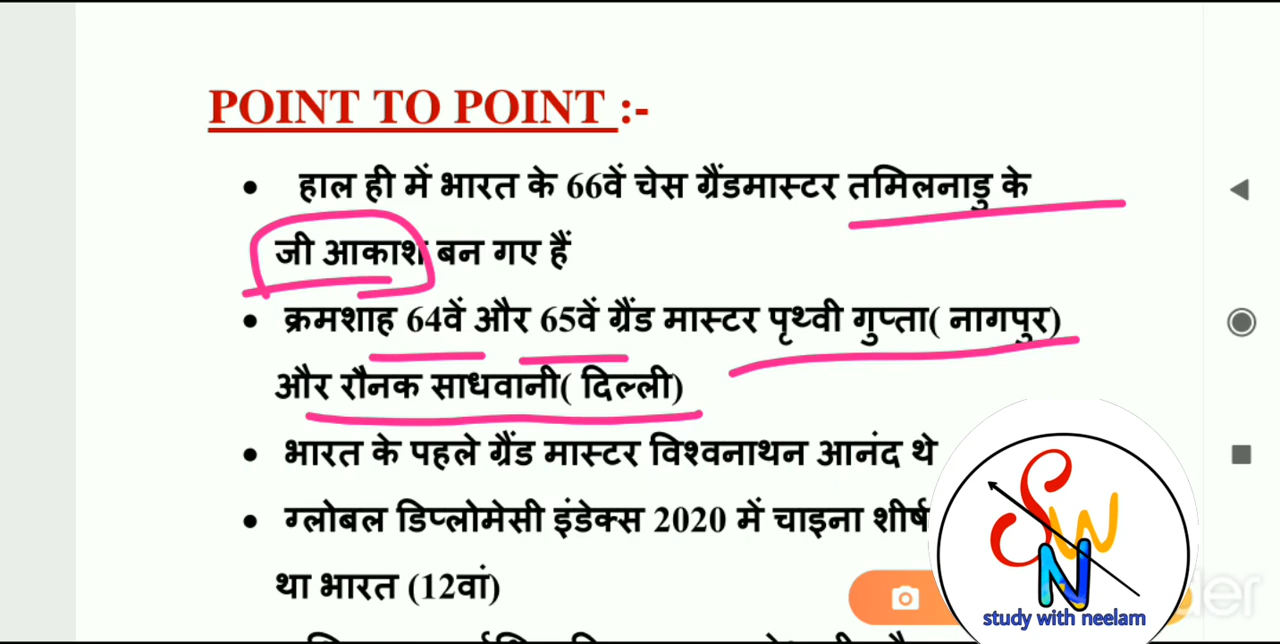 POINT TO POINT :-
• हाल ही में भारत के 66वें चेस ग्रैंडमास्टर तमिलनाडु के
जी आकाश बन गए हैं
• क्रमशाह 64वें और 65वें ग्रैंड मास्टर पृथ्वी गुप्ता( नागपुर)
और रौनक साधवानी( दिल्ली)
• भारत के पहले ग्रैंड मास्टर विश्वनाथन आनंद थे
• ग्लोबल डिप्लोमेसी इंडेक्स 2020 में चाइना शीर्ष
था भारत (12वां)
SwN
study with neelam